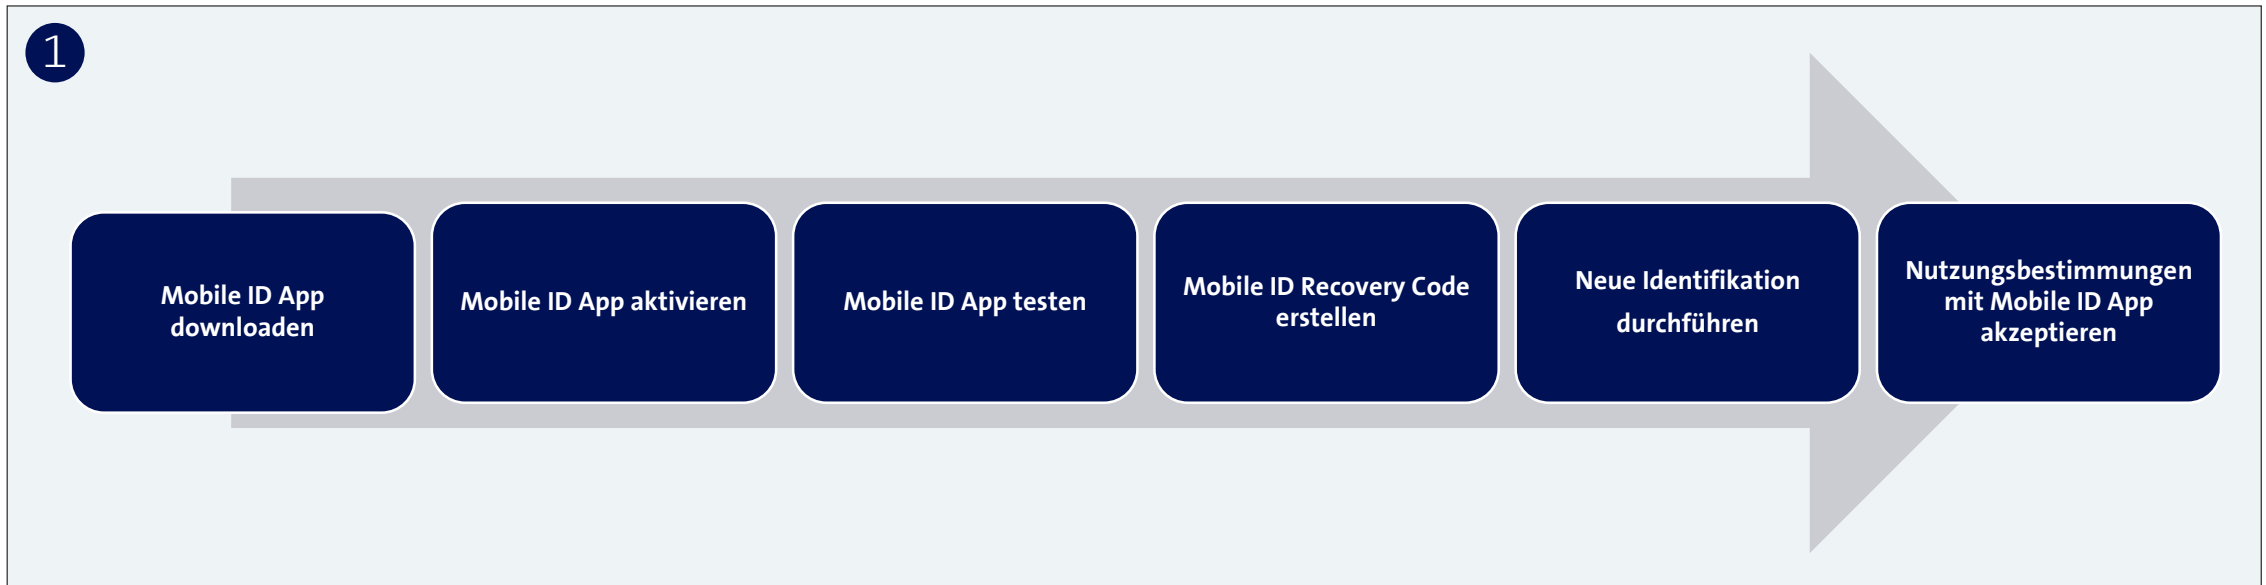 1
Mobile ID App
downloaden
Mobile ID App aktivieren
Mobile ID App testen
Mobile ID Recovery Code
erstellen
Neue Identifikation
durchführen
Nutzungsbestimmungen
mit Mobile ID App
akzeptieren